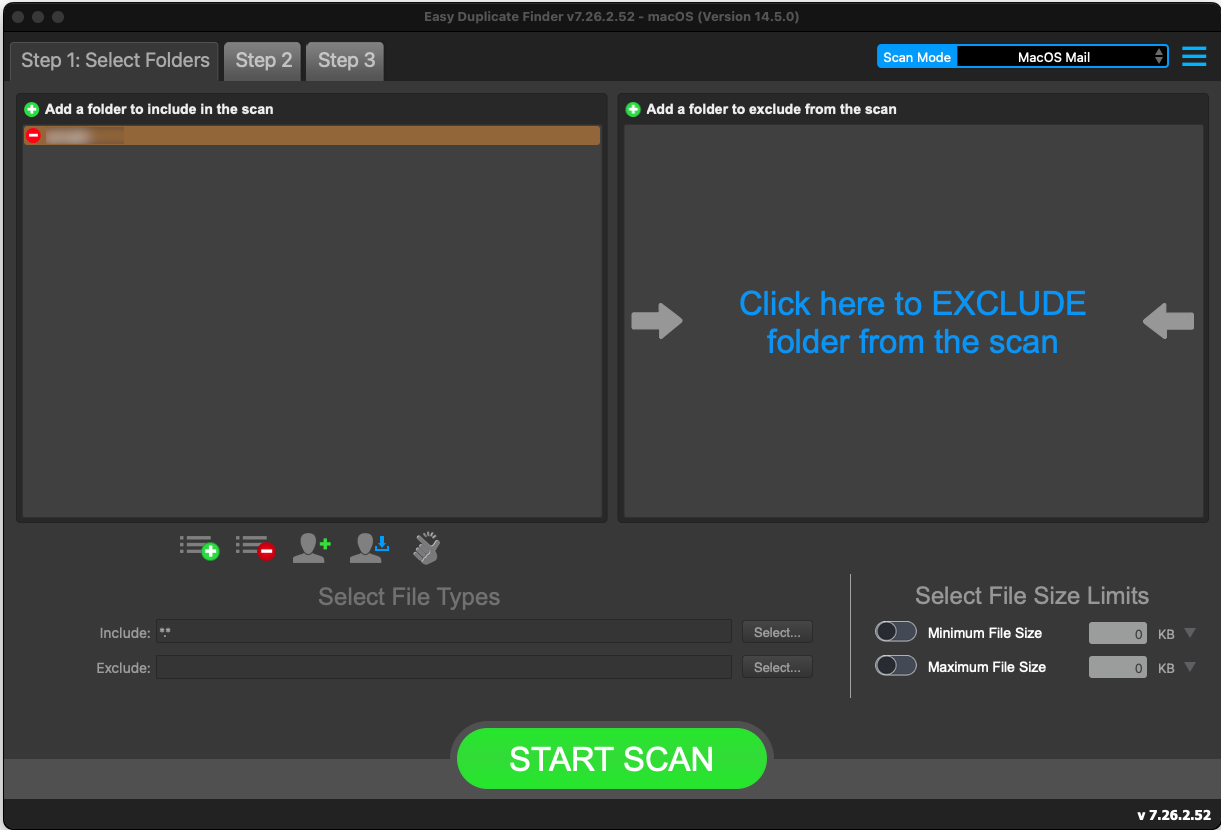 Easy Duplicate Finder v7.26.2.52 - macOS (Version 14.5.0)
Step 1: Select Folders
Step 2
Step 3
Scan Mode
MacOS Mail
Add a folder to include in the scan
Add a folder to exclude from the scan
Click here to EXCLUDE
folder from the scan
Select File Types
Include:
*.*
Select...
Exclude:
Select...
Select File Size Limits
Minimum File Size
0
KB
Maximum File Size
0
KB
START SCAN
v 7.26.2.52